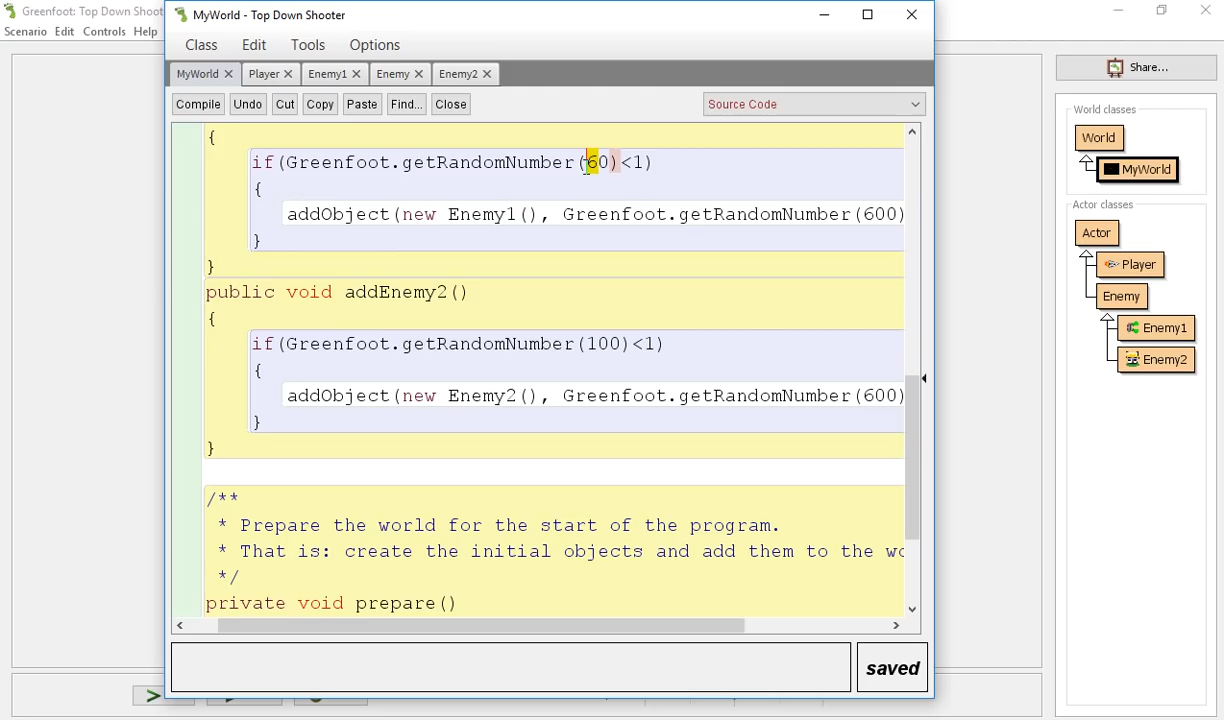 Greenfoot: Top Down Shoot
Scenario Edit Controls Help
MyWorld - Top Down Shooter
Class Edit Tools Options
MyWorld Player Enemy1 Enemy Enemy2
Compile Undo Cut Copy Paste Find... Close Source Code
{
if(Greenfoot.getRandomNumber(60)<1)
{
addObject(new Enemy1(), Greenfoot.getRandomNumber(600)
}
}
public void addEnemy2()
{
if(Greenfoot.getRandomNumber(100)<1)
{
addObject(new Enemy2(), Greenfoot.getRandomNumber(600)
}
}
/**
* Prepare the world for the start of the program.
* That is: create the initial objects and add them to the wo
*/
private void prepare()
saved
Share...
World classes
World
MyWorld
Actor classes
Actor
Player
Enemy
Enemy1
Enemy2